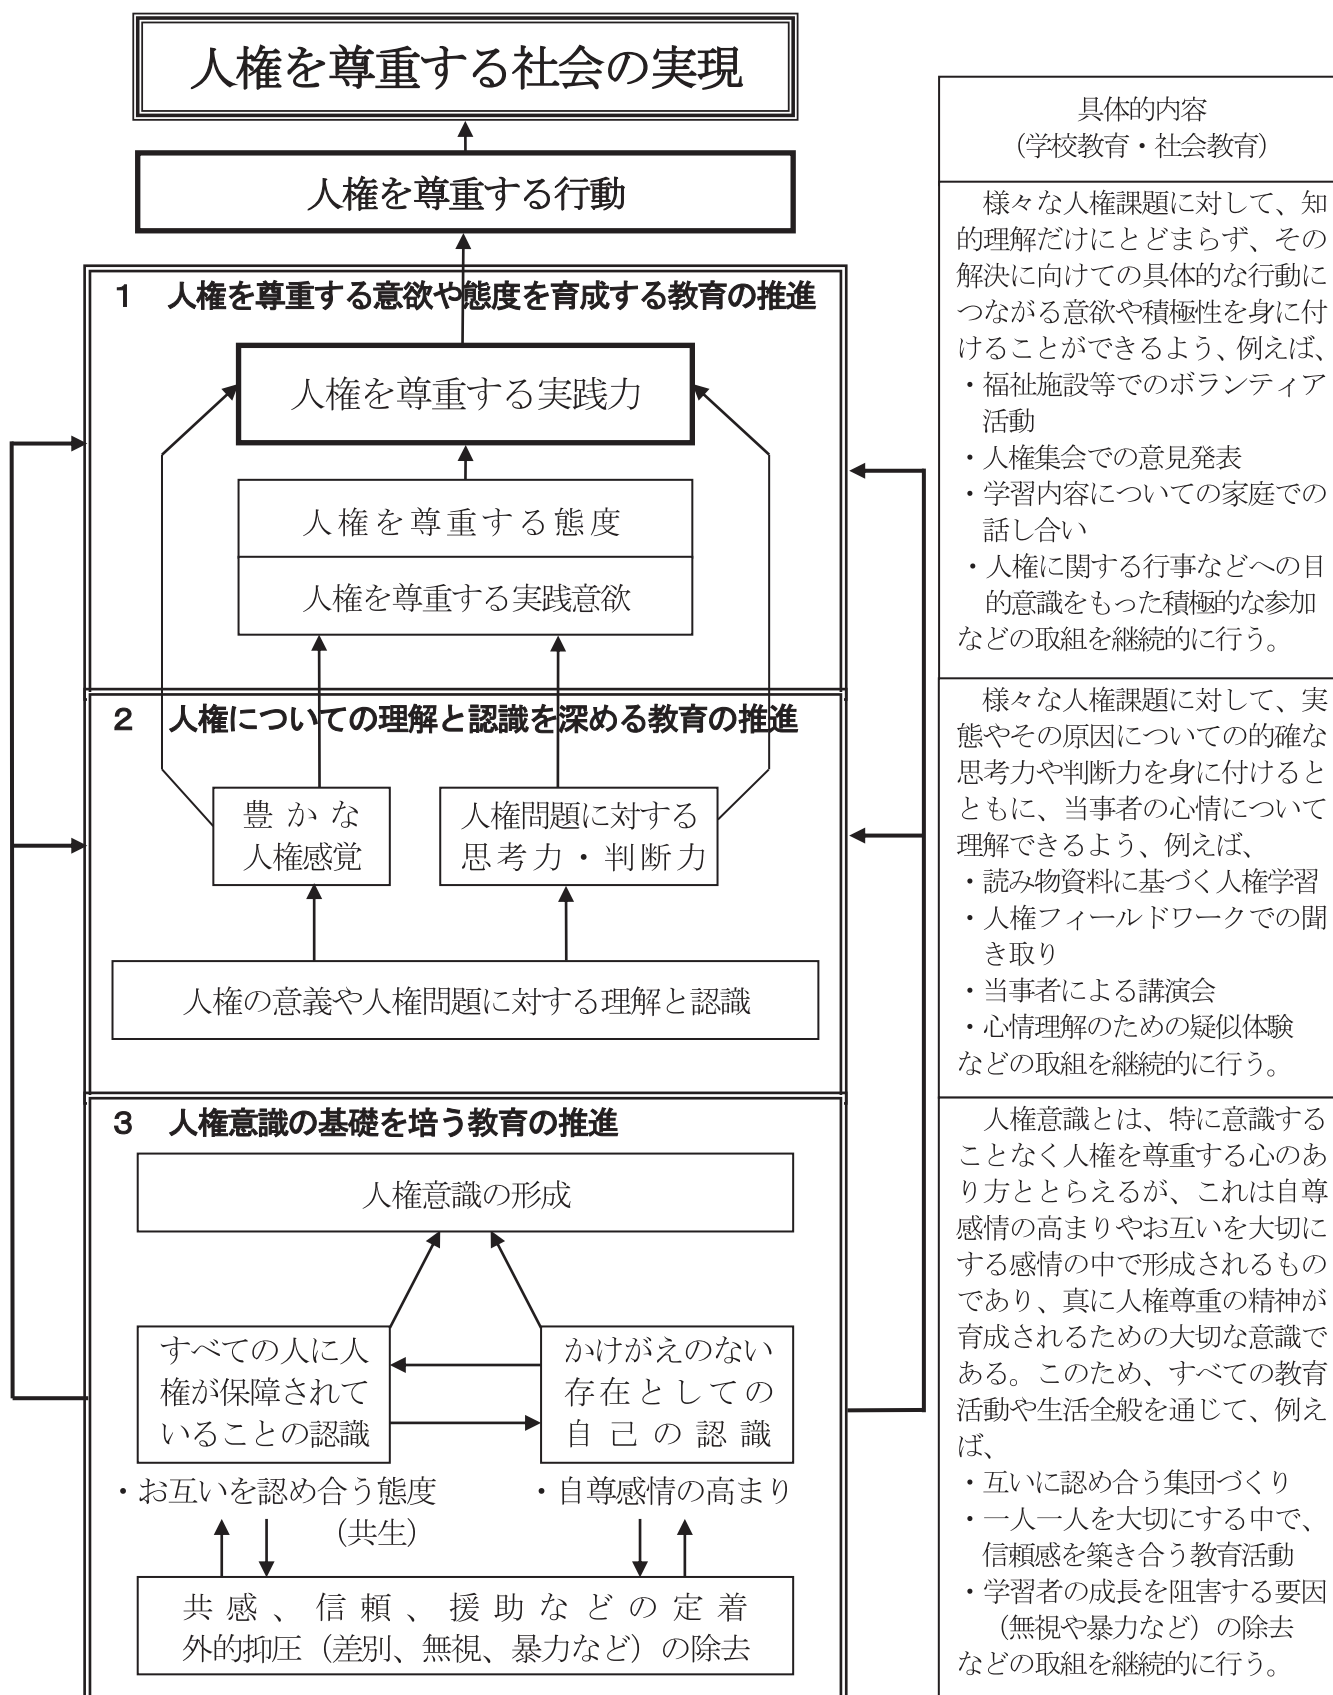 人権を尊重する社会の実現
人権を尊重する行動
１　人権を尊重する意欲や態度を育成する教育の推進
人権を尊重する実践力
人権を尊重する態度
人権を尊重する実践意欲
２　人権についての理解と認識を深める教育の推進
豊かな
人権感覚
人権問題に対する
思考力・判断力
人権の意義や人権問題に対する理解と認識
３　人権意識の基礎を培う教育の推進
人権意識の形成
すべての人に人
権が保障されて
いることの認識
かけがえのない
存在としての
自己の認識
・お互いを認め合う態度
（共生）
・自尊感情の高まり
共感、信頼、援助などの定着
外的抑圧（差別、無視、暴力など）の除去
具体的内容
（学校教育・社会教育）
様々な人権課題に対して、知
的理解だけにとどまらず、その
解決に向けての具体的な行動に
つながる意欲や積極性を身に付
けることができるよう、例えば、
・福祉施設等でのボランティア
活動
・人権集会での意見発表
・学習内容についての家庭での
話し合い
・人権に関する行事などへの目
的意識をもった積極的な参加
などの取組を継続的に行う。
様々な人権課題に対して、実
態やその原因についての的確な
思考力や判断力を身に付けると
ともに、当事者の心情について
理解できるよう、例えば、
・読み物資料に基づく人権学習
・人権フィールドワークでの聞
き取り
・当事者による講演会
・心情理解のための疑似体験
などの取組を継続的に行う。
人権意識とは、特に意識する
ことなく人権を尊重する心のあ
り方ととらえるが、これは自尊
感情の高まりやお互いを大切に
する感情の中で形成されるもの
であり、真に人権尊重の精神が
育成されるための大切な意識で
ある。このため、すべての教育
活動や生活全般を通じて、例え
ば、
・互いに認め合う集団づくり
・一人一人を大切にする中で、
信頼感を築き合う教育活動
・学習者の成長を阻害する要因
（無視や暴力など）の除去
などの取組を継続的に行う。